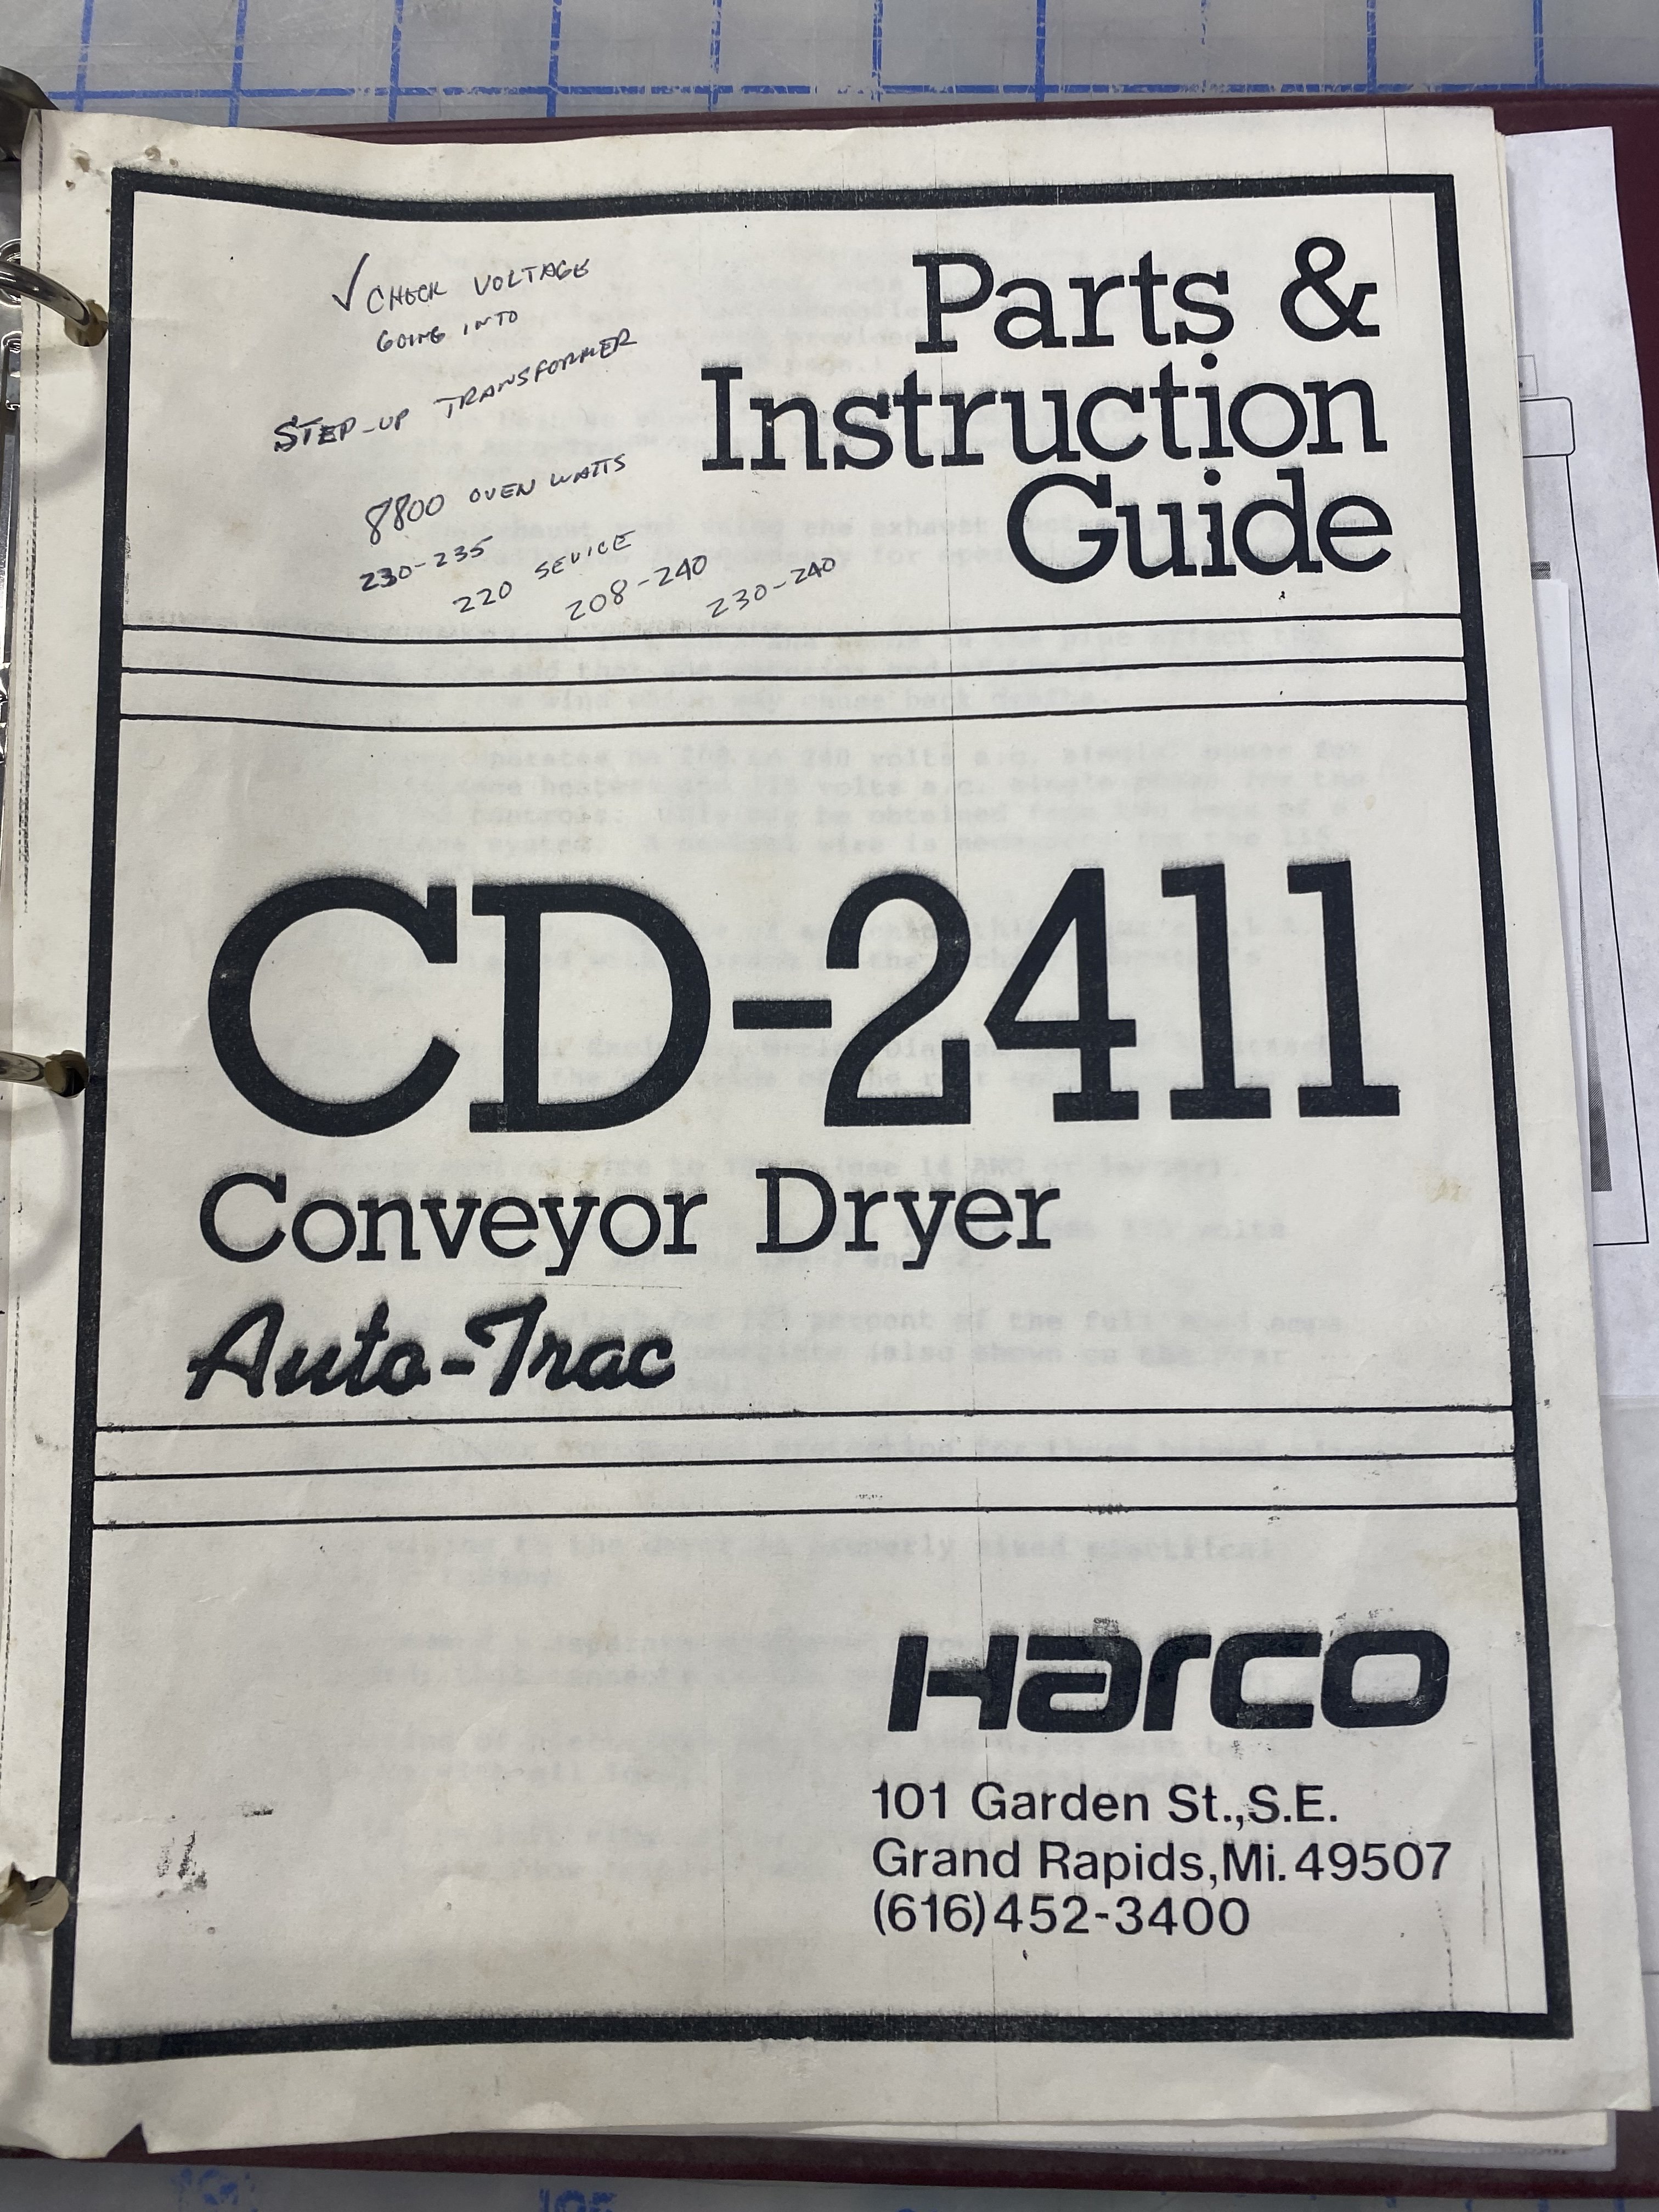 ✓ CHECK VOLTAGE
GOING INTO
STEP-UP TRANSFORMER
8800 OVEN WATTS
230-235
220 SEVICE
208-240
230-240
Parts &
Instruction
Guide
CD-2411
Conveyor Dryer
Auto-Trac
Harco
101 Garden St.,S.E.
Grand Rapids,Mi. 49507
(616)452-3400